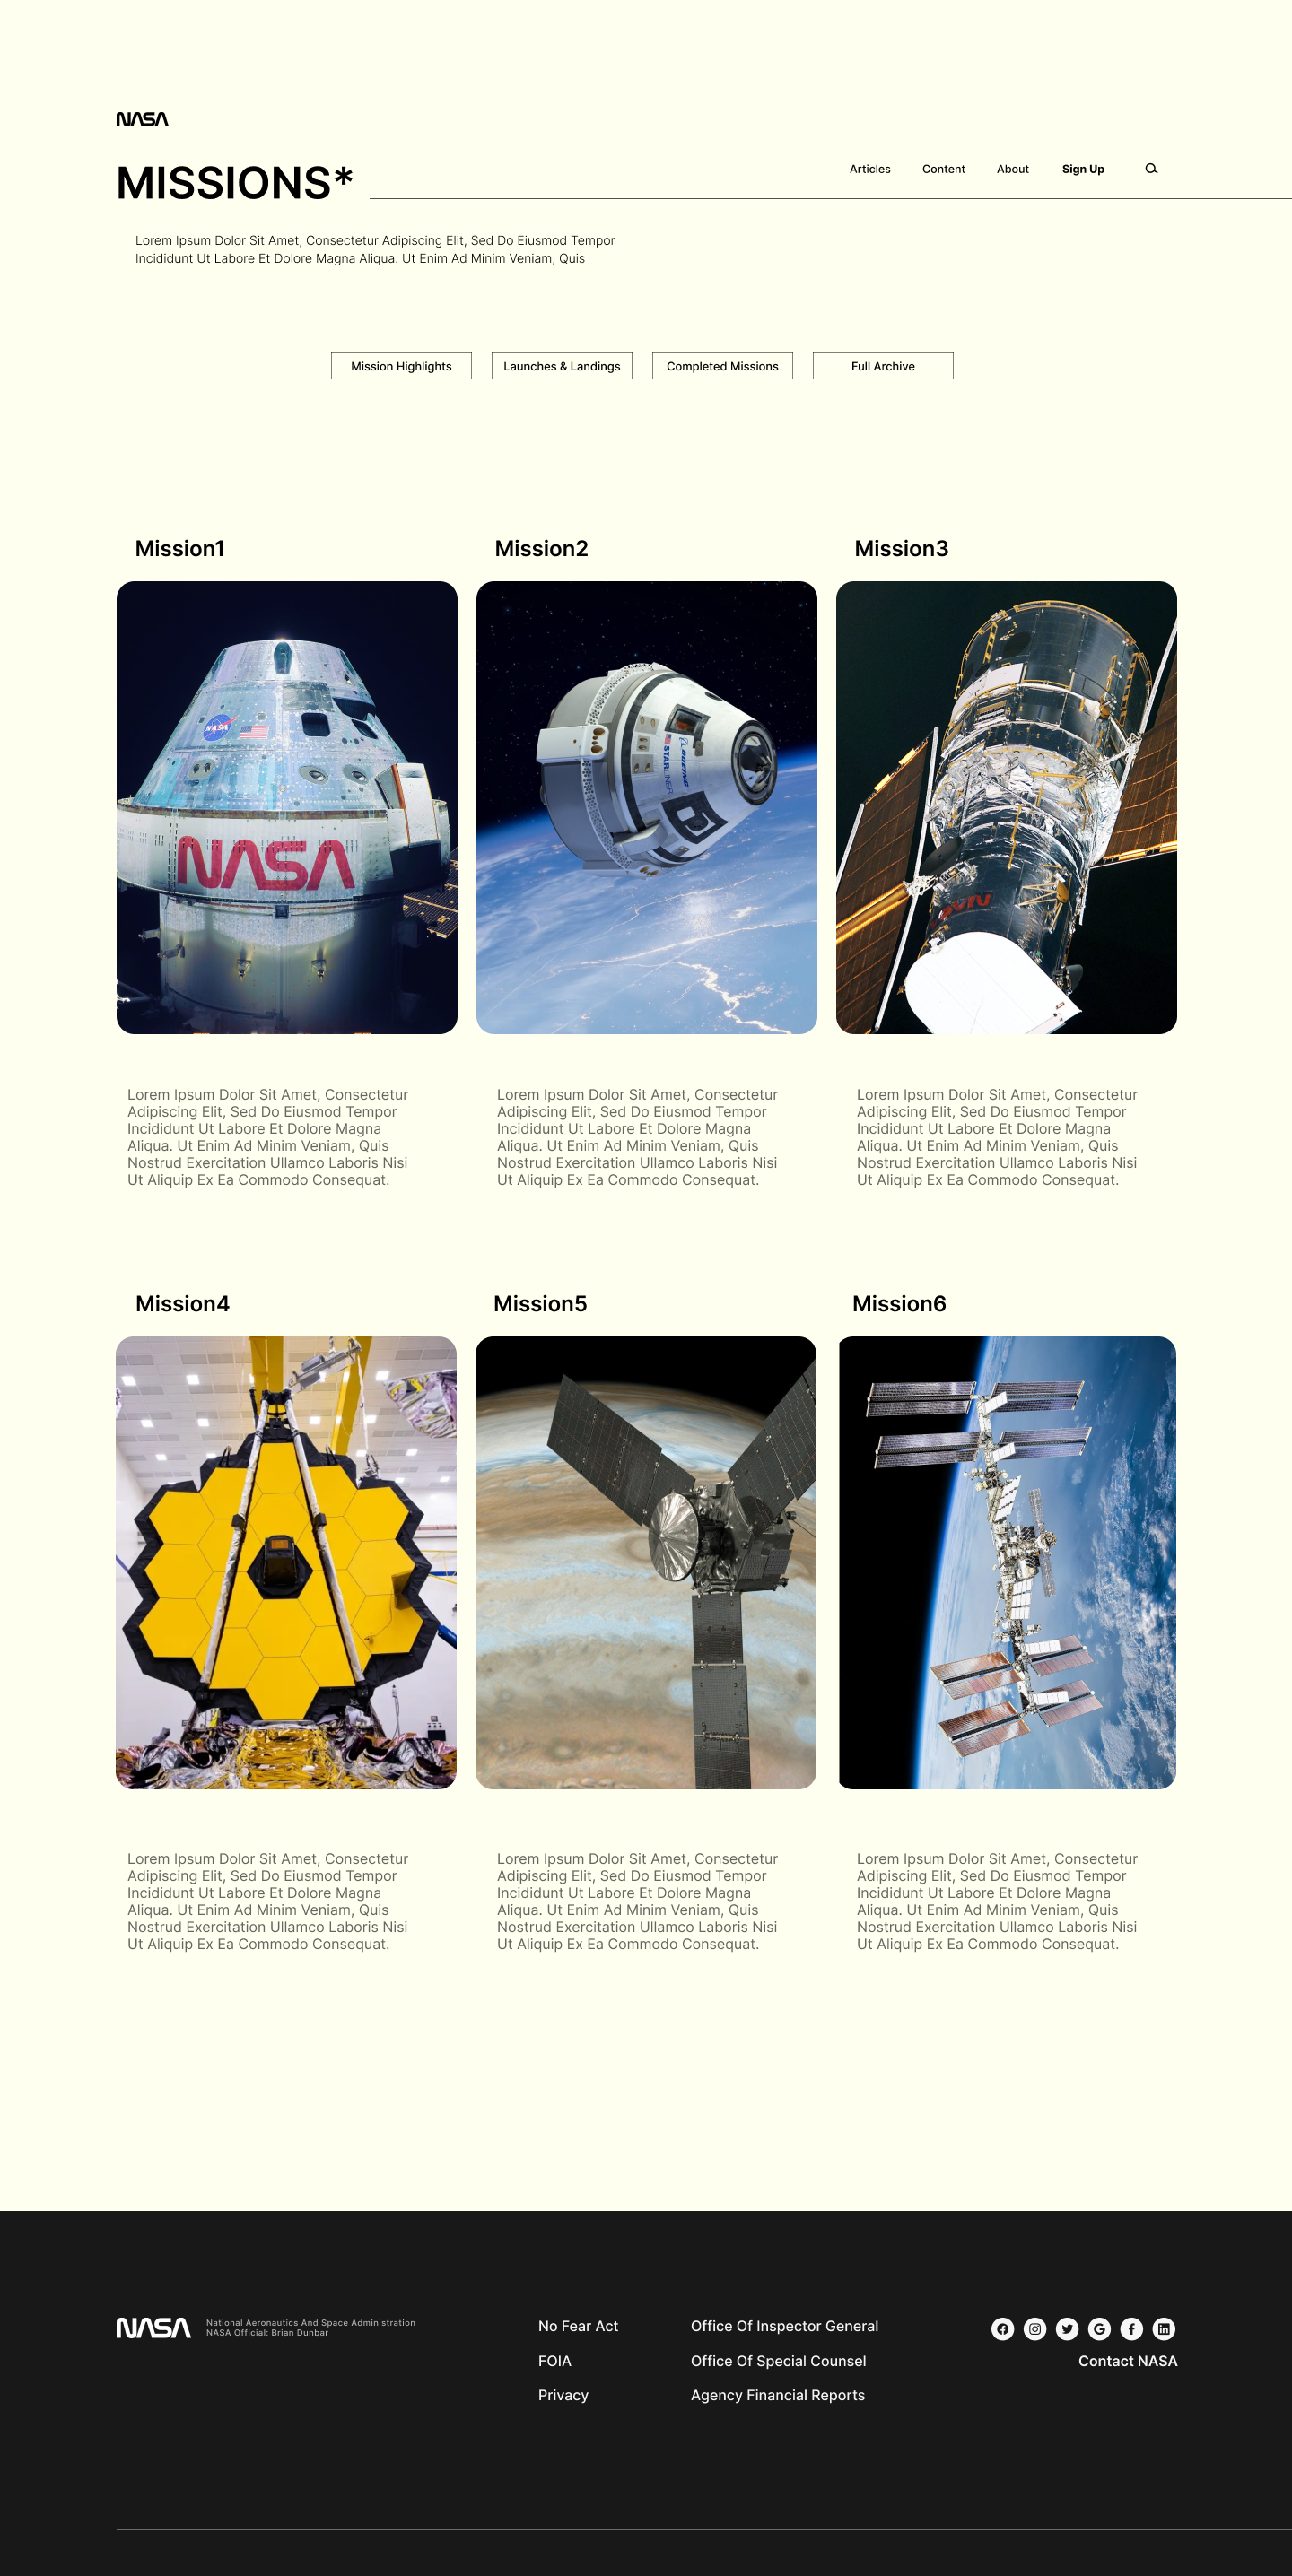 NASA
MISSIONS*
Articles Content About Sign Up
Lorem Ipsum Dolor Sit Amet, Consectetur Adipiscing Elit, Sed Do Eiusmod Tempor
Incididunt Ut Labore Et Dolore Magna Aliqua. Ut Enim Ad Minim Veniam, Quis
Mission Highlights
Launches & Landings
Completed Missions
Full Archive
Mission1
NASA
NASA
Lorem Ipsum Dolor Sit Amet, Consectetur
Adipiscing Elit, Sed Do Eiusmod Tempor
Incididunt Ut Labore Et Dolore Magna
Aliqua. Ut Enim Ad Minim Veniam, Quis
Nostrud Exercitation Ullamco Laboris Nisi
Ut Aliquip Ex Ea Commodo Consequat.
Mission2
BOEING
STARLINER
Lorem Ipsum Dolor Sit Amet, Consectetur
Adipiscing Elit, Sed Do Eiusmod Tempor
Incididunt Ut Labore Et Dolore Magna
Aliqua. Ut Enim Ad Minim Veniam, Quis
Nostrud Exercitation Ullamco Laboris Nisi
Ut Aliquip Ex Ea Commodo Consequat.
Mission3
Lorem Ipsum Dolor Sit Amet, Consectetur
Adipiscing Elit, Sed Do Eiusmod Tempor
Incididunt Ut Labore Et Dolore Magna
Aliqua. Ut Enim Ad Minim Veniam, Quis
Nostrud Exercitation Ullamco Laboris Nisi
Ut Aliquip Ex Ea Commodo Consequat.
Mission4
Lorem Ipsum Dolor Sit Amet, Consectetur
Adipiscing Elit, Sed Do Eiusmod Tempor
Incididunt Ut Labore Et Dolore Magna
Aliqua. Ut Enim Ad Minim Veniam, Quis
Nostrud Exercitation Ullamco Laboris Nisi
Ut Aliquip Ex Ea Commodo Consequat.
Mission5
Lorem Ipsum Dolor Sit Amet, Consectetur
Adipiscing Elit, Sed Do Eiusmod Tempor
Incididunt Ut Labore Et Dolore Magna
Aliqua. Ut Enim Ad Minim Veniam, Quis
Nostrud Exercitation Ullamco Laboris Nisi
Ut Aliquip Ex Ea Commodo Consequat.
Mission6
Lorem Ipsum Dolor Sit Amet, Consectetur
Adipiscing Elit, Sed Do Eiusmod Tempor
Incididunt Ut Labore Et Dolore Magna
Aliqua. Ut Enim Ad Minim Veniam, Quis
Nostrud Exercitation Ullamco Laboris Nisi
Ut Aliquip Ex Ea Commodo Consequat.
NASA
National Aeronautics And Space Administration
NASA Official: Brian Dunbar
No Fear Act
FOIA
Privacy
Office Of Inspector General
Office Of Special Counsel
Agency Financial Reports
Contact NASA